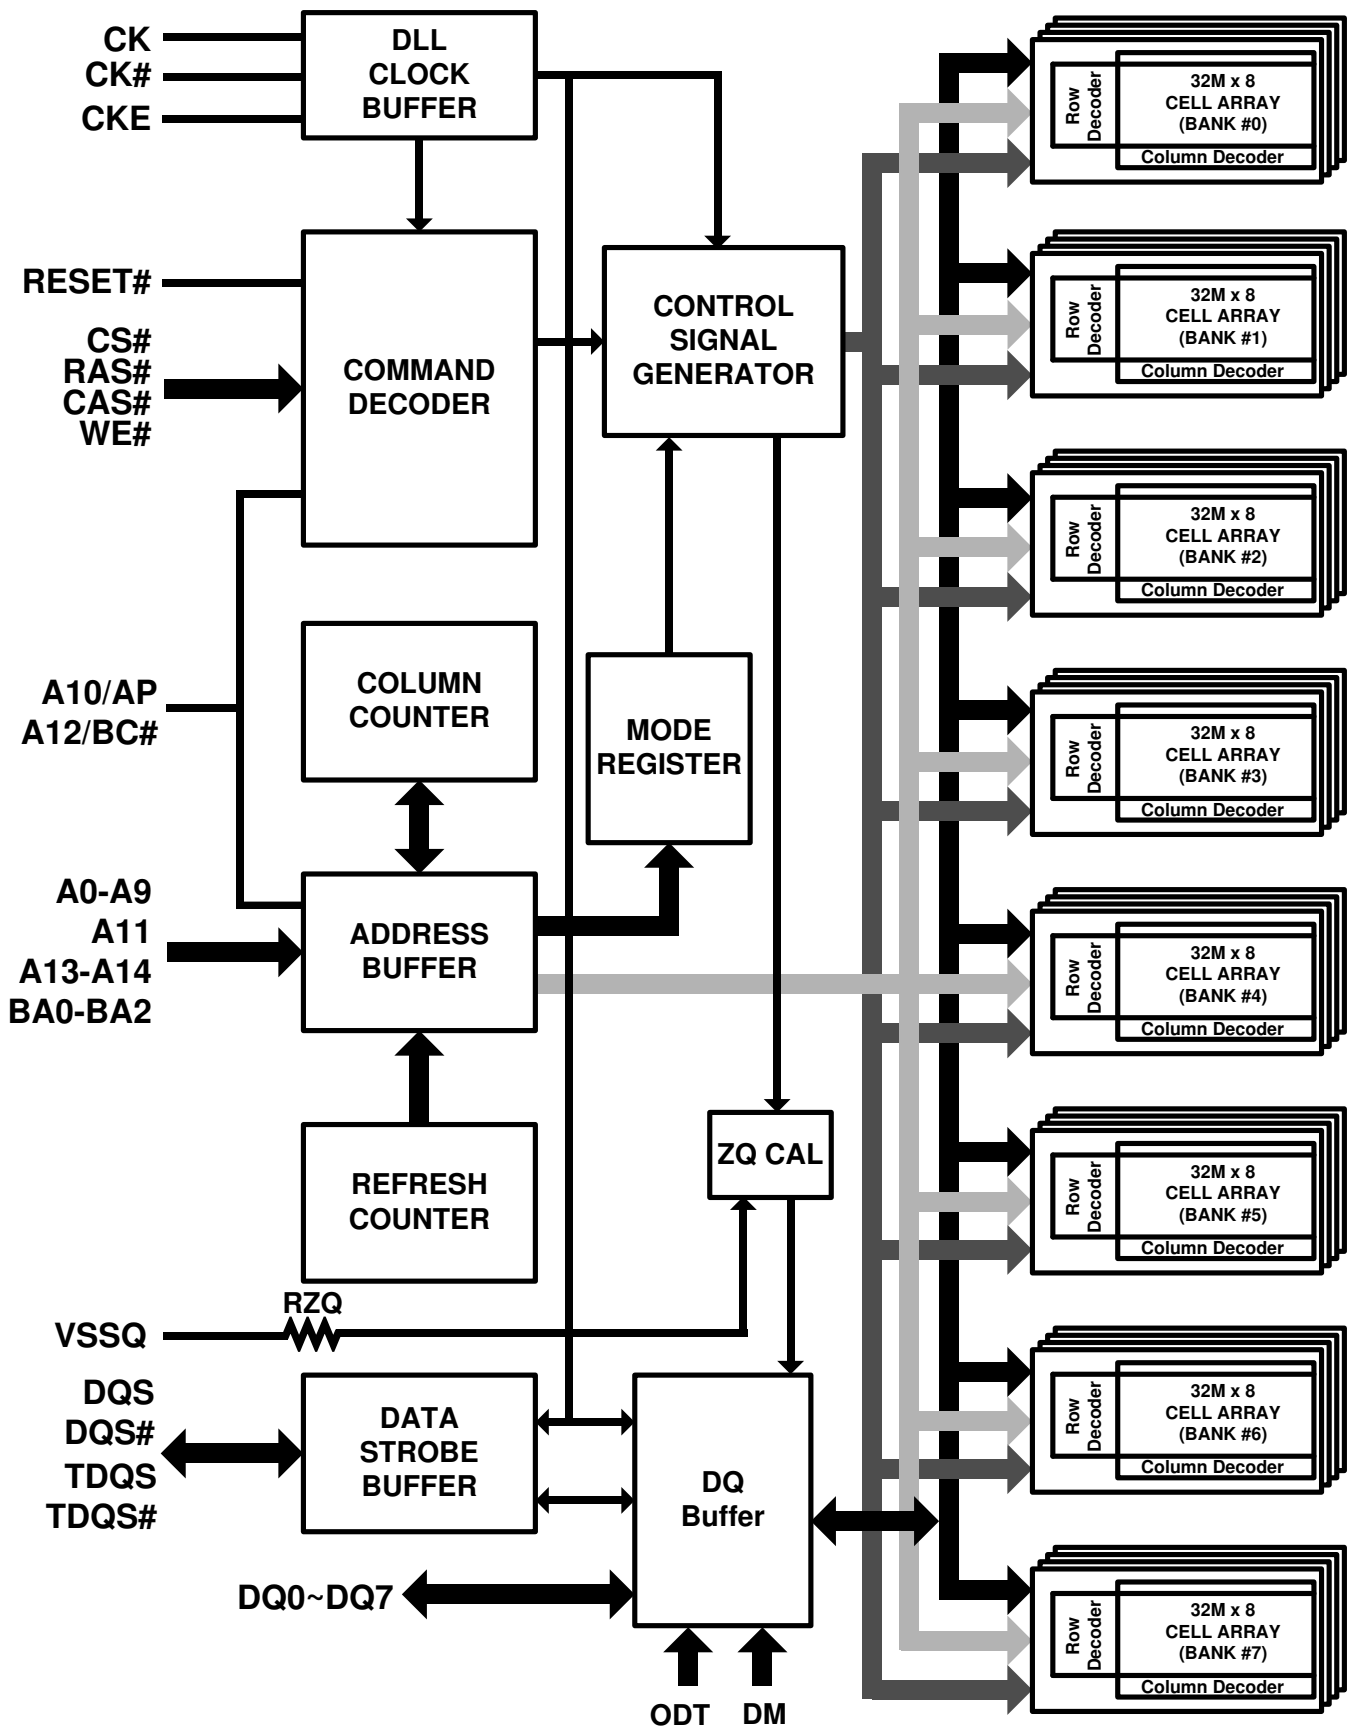 CK
CK#
CKE
DLL
CLOCK
BUFFER
RESET#
CS#
RAS#
CAS#
WE#
COMMAND
DECODER
CONTROL
SIGNAL
GENERATOR
A10/AP
A12/BC#
COLUMN
COUNTER
MODE
REGISTER
A0-A9
A11
A13-A14
BA0-BA2
ADDRESS
BUFFER
REFRESH
COUNTER
ZQ CAL
RZQ
VSSQ
DQS
DQS#
TDQS
TDQS#
DATA
STROBE
BUFFER
DQ
Buffer
DQ0~DQ7
ODT
DM
Row
Decoder
32M x 8
CELL ARRAY
(BANK #0)
Column Decoder
Row
Decoder
32M x 8
CELL ARRAY
(BANK #1)
Column Decoder
Row
Decoder
32M x 8
CELL ARRAY
(BANK #2)
Column Decoder
Row
Decoder
32M x 8
CELL ARRAY
(BANK #3)
Column Decoder
Row
Decoder
32M x 8
CELL ARRAY
(BANK #4)
Column Decoder
Row
Decoder
32M x 8
CELL ARRAY
(BANK #5)
Column Decoder
Row
Decoder
32M x 8
CELL ARRAY
(BANK #6)
Column Decoder
Row
Decoder
32M x 8
CELL ARRAY
(BANK #7)
Column Decoder